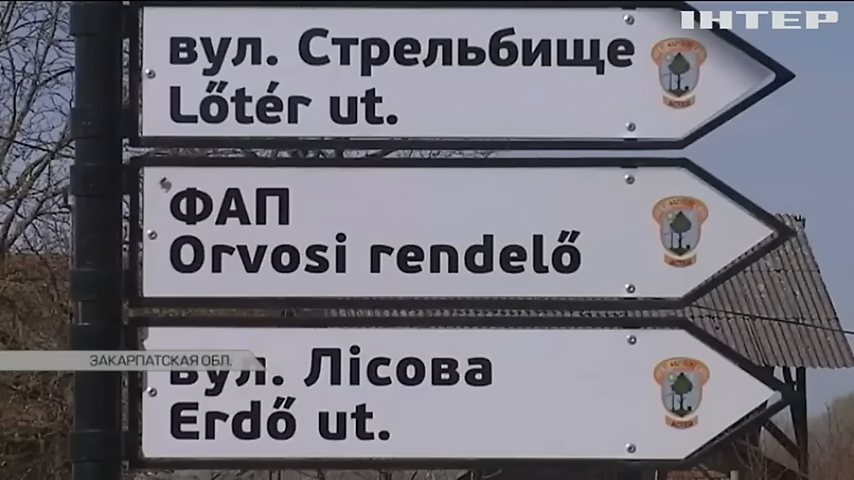 ІНТЕР
вул. Стрельбище
Lőtér ut.
ФАП
Orvosi rendelő
ЗАКАРПАТСКАЯ ОБЛ.
вул. Лісова
Erdő ut.